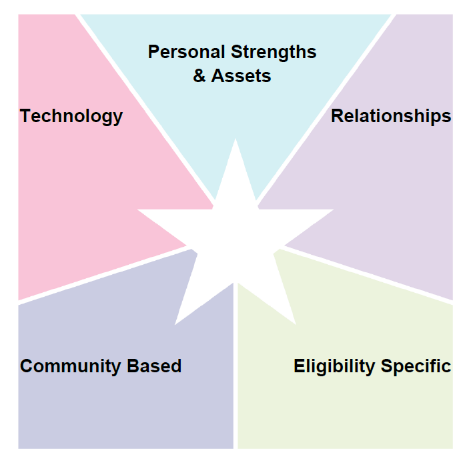 Personal Strengths
& Assets
Technology
Relationships
Community Based
Eligibility Specific